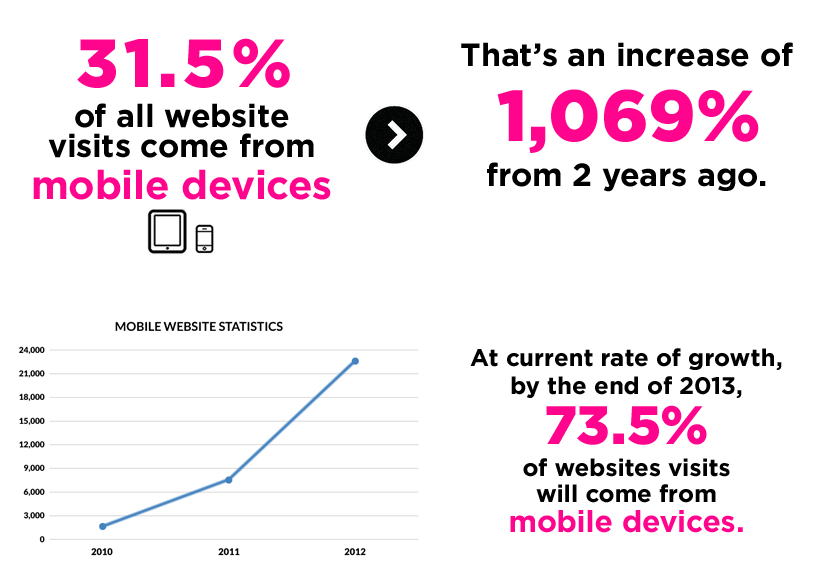 31.5%
of all website
visits come from
mobile devices
That's an increase of
1,069%
from 2 years ago.
MOBILE WEBSITE STATISTICS
24,000
21,000
18,000
15,000
12,000
9,000
6,000
3,000
0
2010 2011 2012
At current rate of growth,
by the end of 2013,
73.5%
of websites visits
will come from
mobile devices.